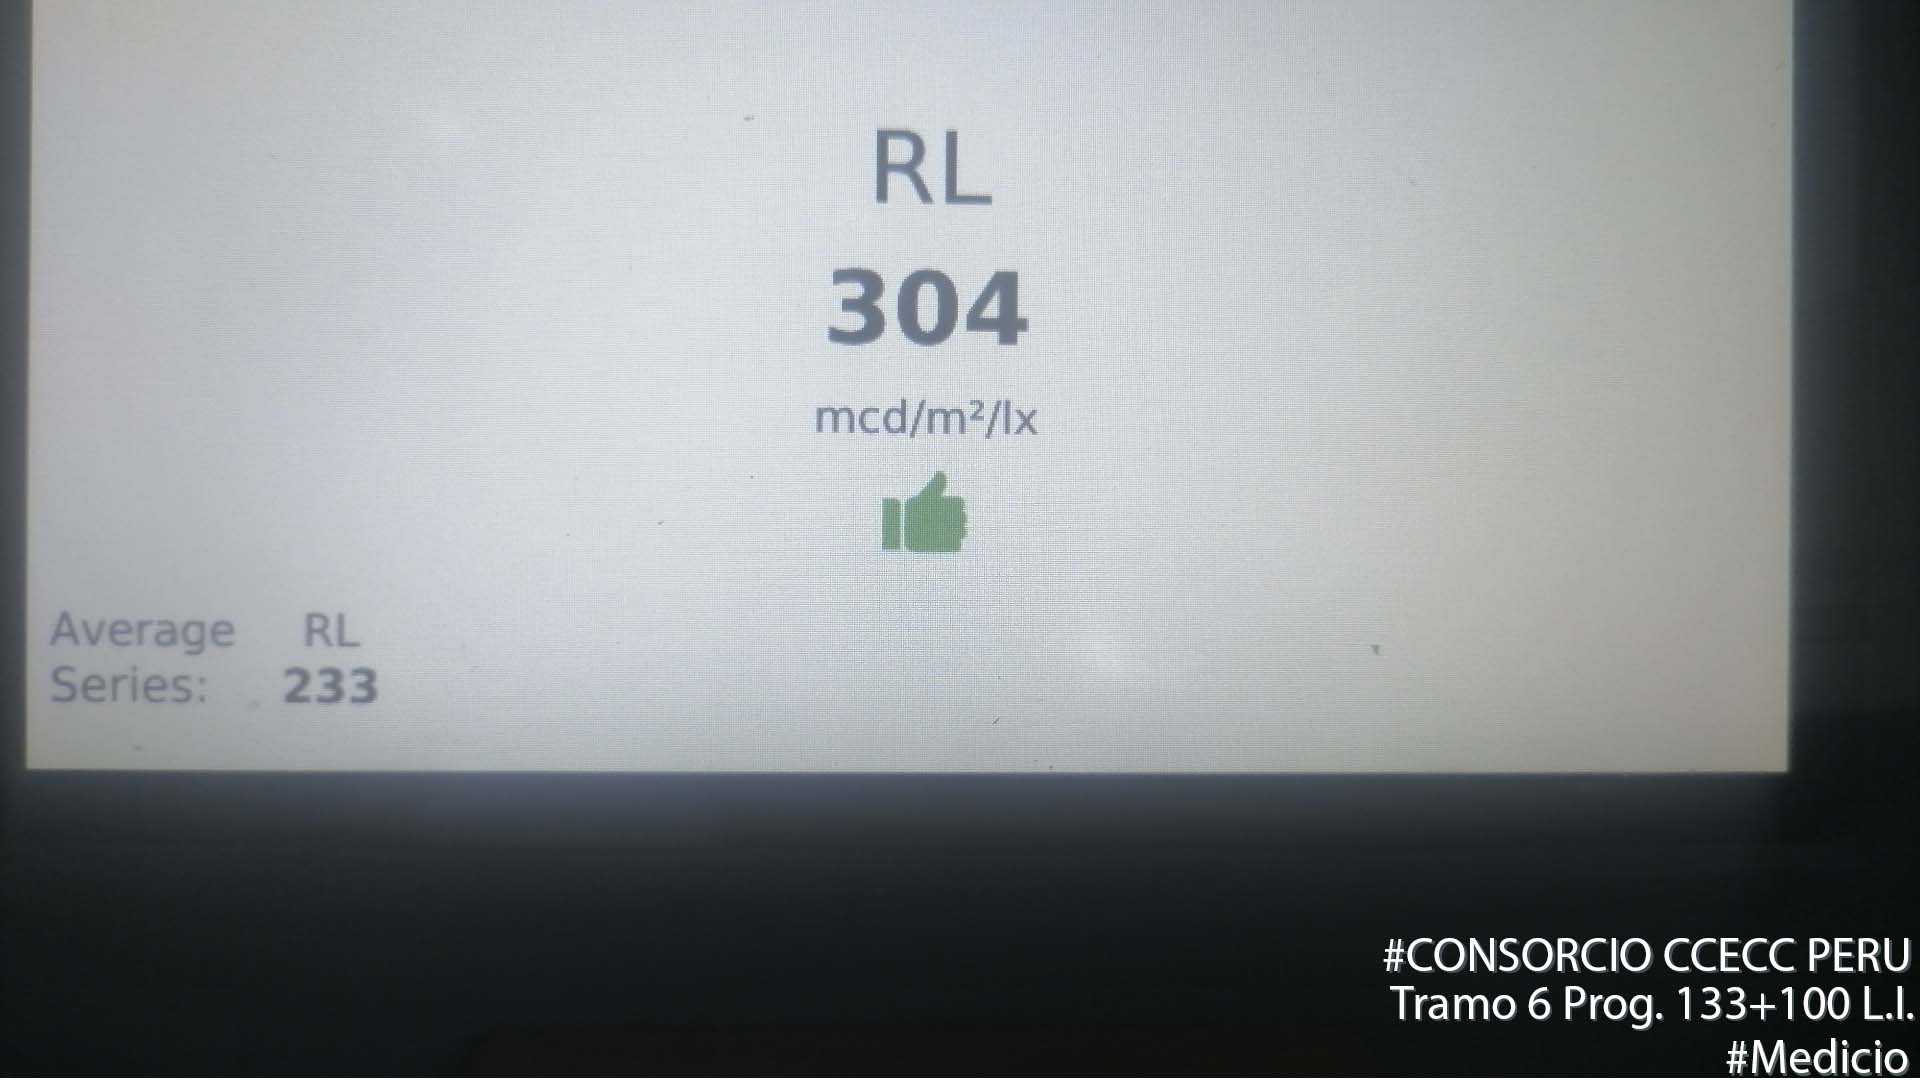 RL
304
mcd/m²/lx
Average RL
Series: 233
#CONSORCIO CCECC PERU
Tramo 6 Prog. 133+100 L.I.
#Medicio